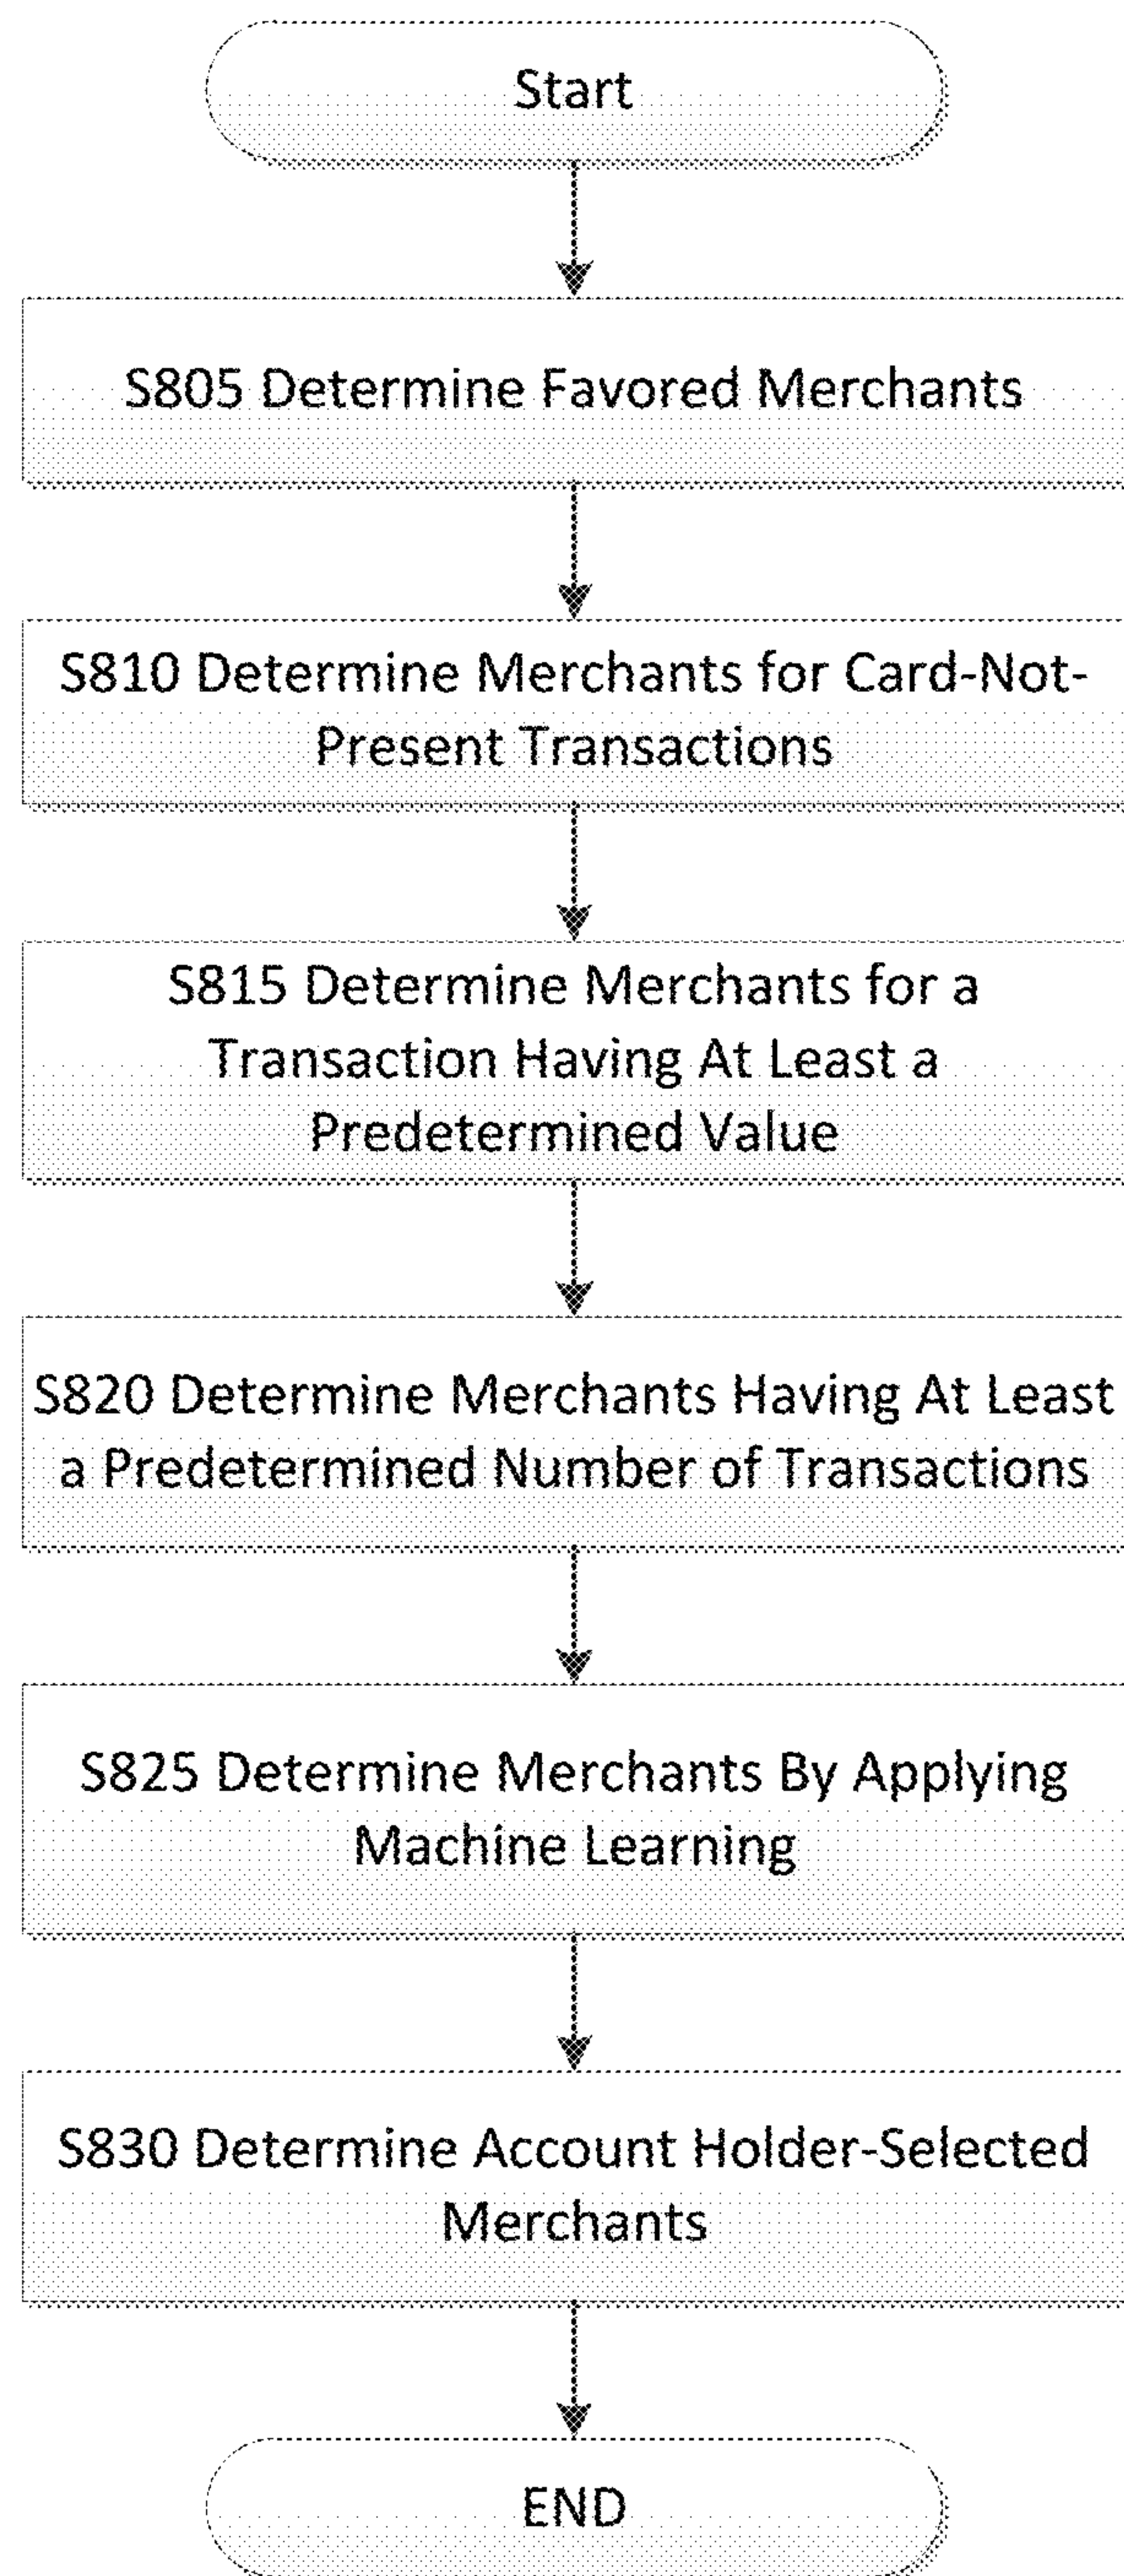 Start
S805 Determine Favored Merchants
S810 Determine Merchants for Card-Not-
Present Transactions
S815 Determine Merchants for a
Transaction Having At Least a
Predetermined Value
S820 Determine Merchants Having At Least
a Predetermined Number of Transactions
S825 Determine Merchants By Applying
Machine Learning
S830 Determine Account Holder-Selected
Merchants
END